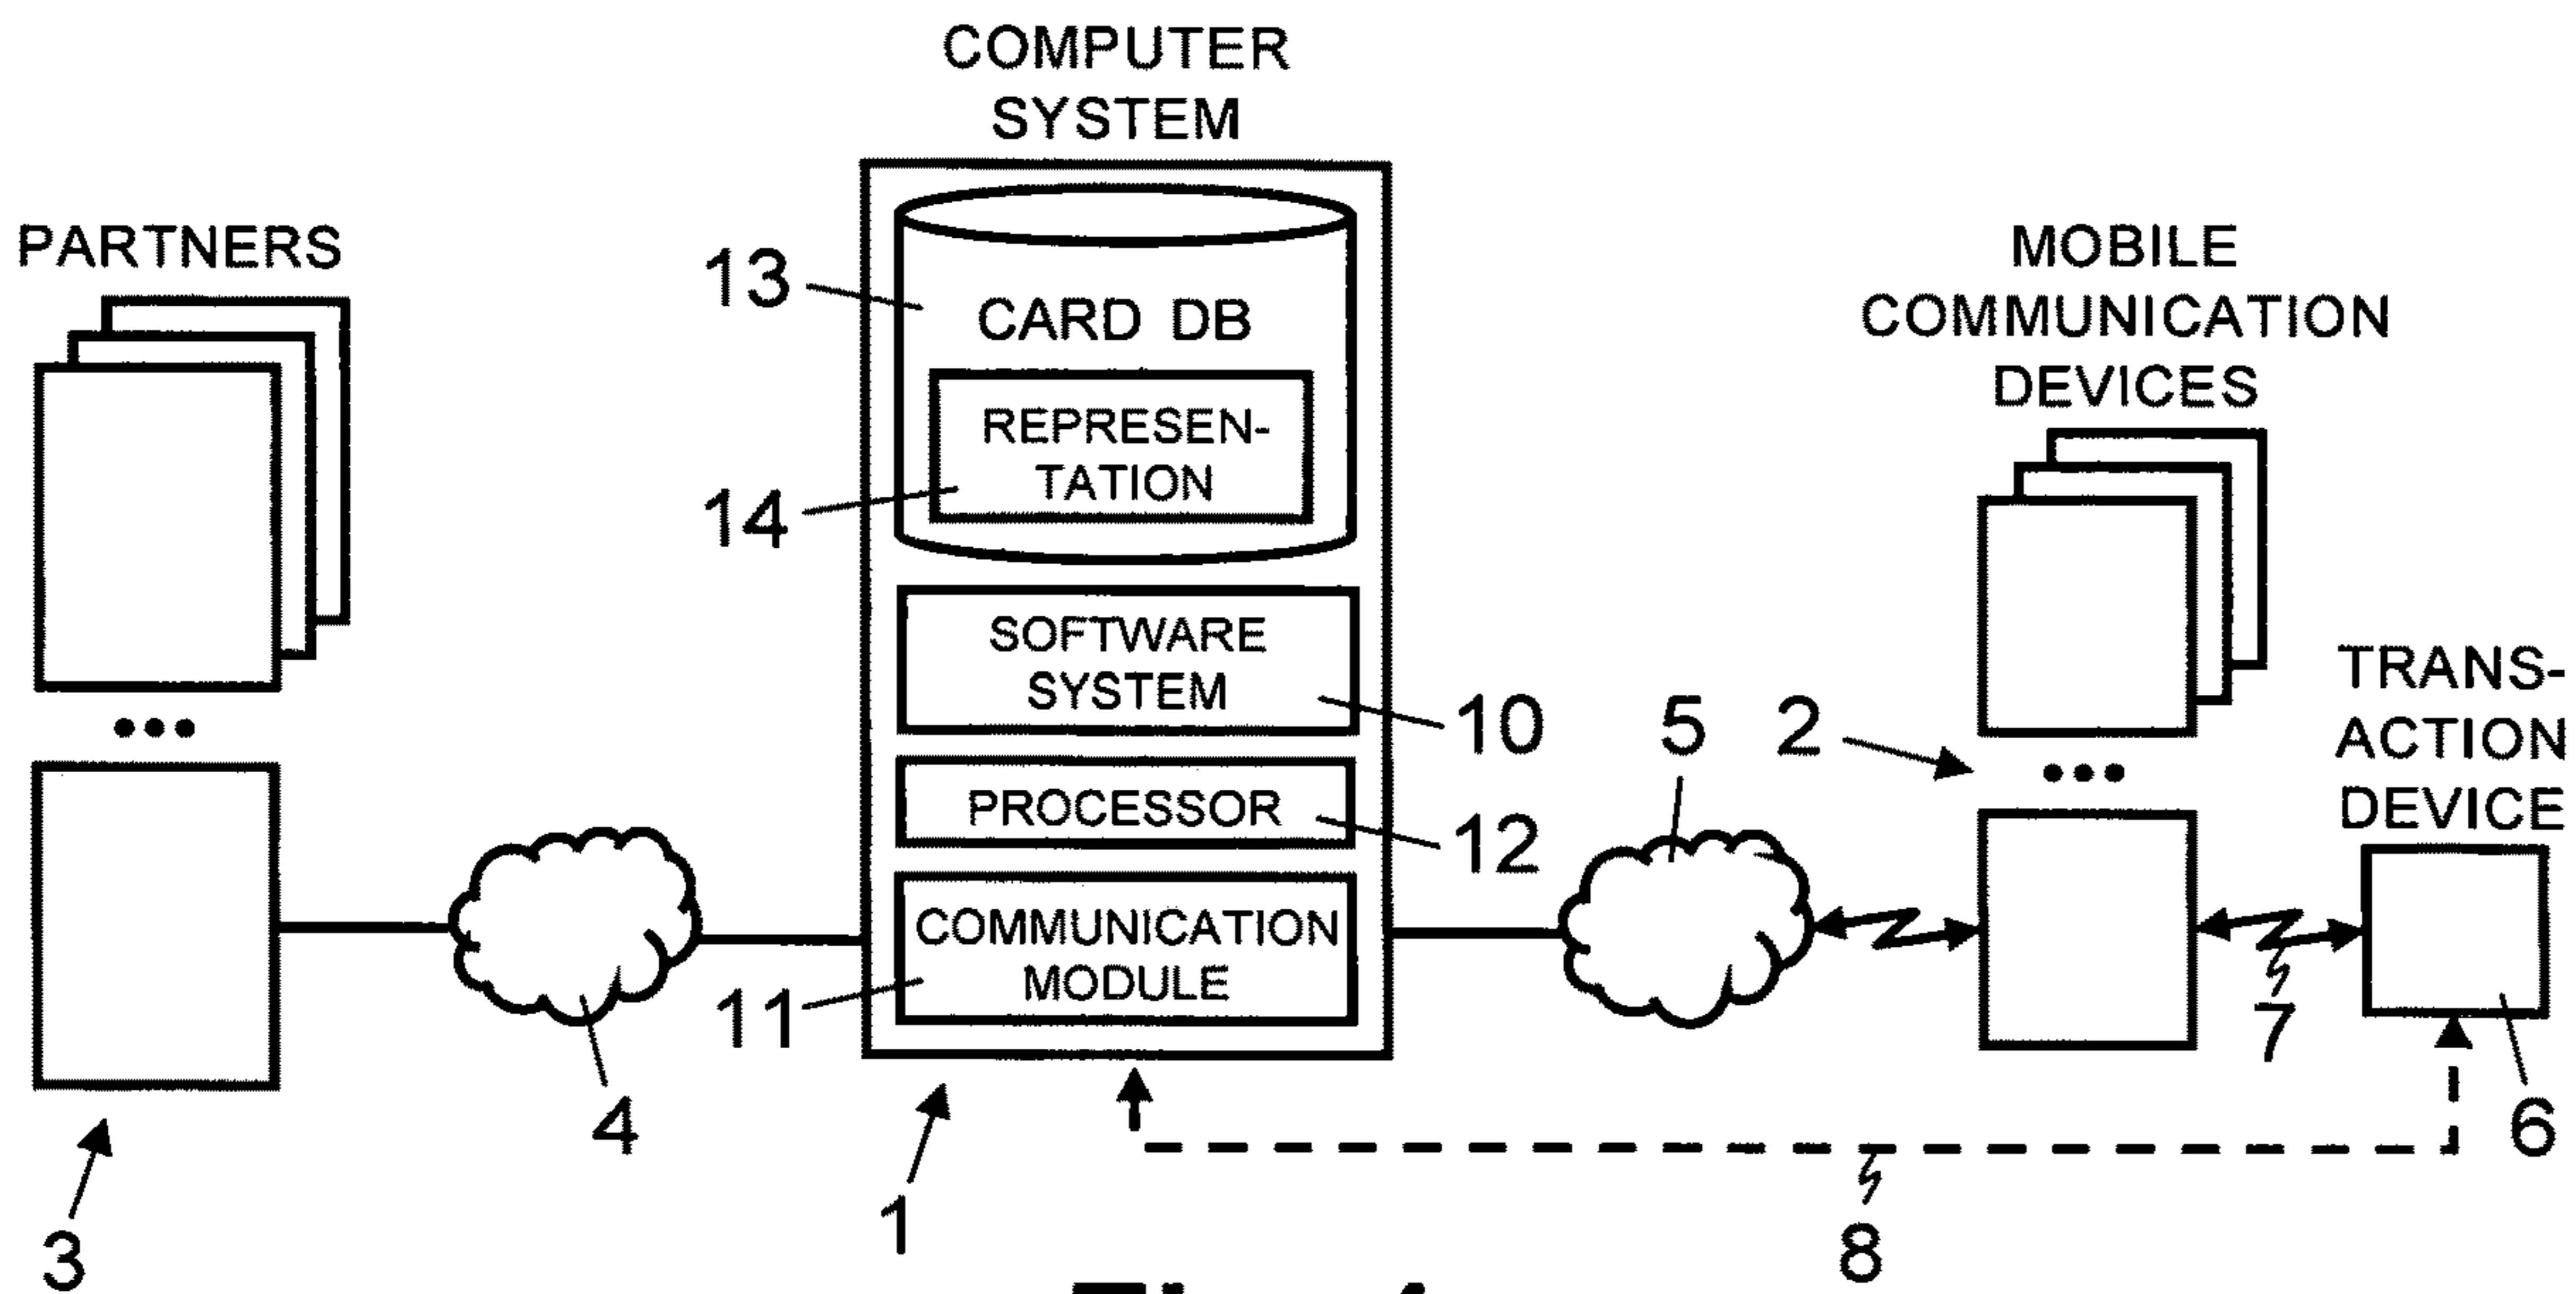 COMPUTER
SYSTEM
PARTNERS
13
CARD DB
REPRESEN-
TATION
14
SOFTWARE
SYSTEM
10
PROCESSOR
12
COMMUNICATION
MODULE
11
MOBILE
COMMUNICATION
DEVICES
5
2
TRANS-
ACTION
DEVICE
4
7
6
3
1
8